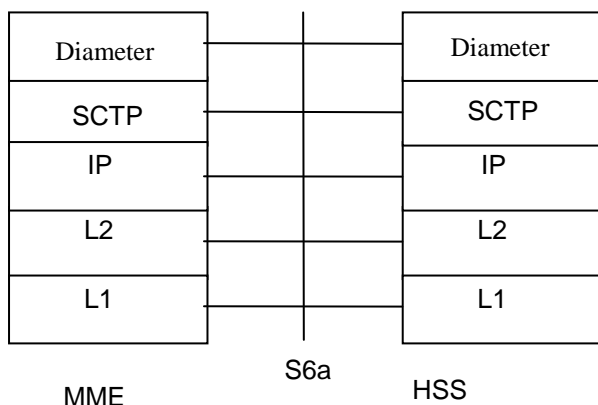 Diameter Diameter
SCTP SCTP
IP IP
L2 L2
L1 L1
S6a
MME HSS